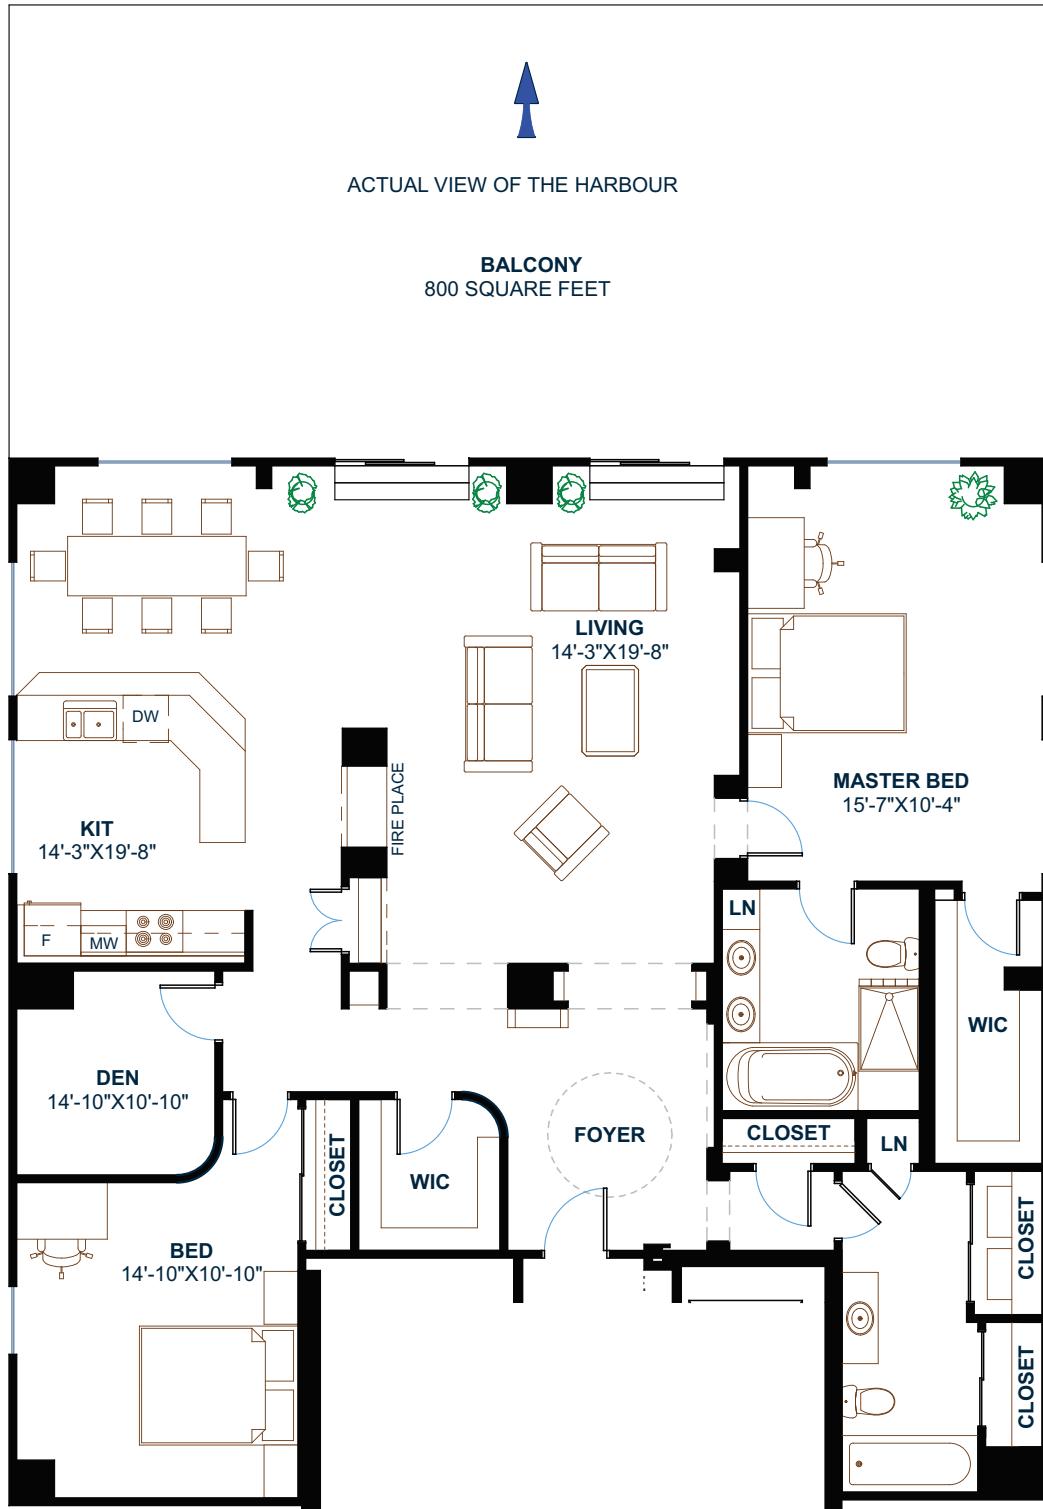 ACTUAL VIEW OF THE HARBOUR
BALCONY
800 SQUARE FEET
LIVING
14'-3"X19'-8"
DW
MASTER BED
15'-7"X10'-4"
FIRE PLACE
KIT
14'-3"X19'-8"
LN
F
MW
WIC
DEN
14'-10"X10'-10"
FOYER
CLOSET
LN
CLOSET
WIC
BED
14'-10"X10'-10"
CLOSET
CLOSET